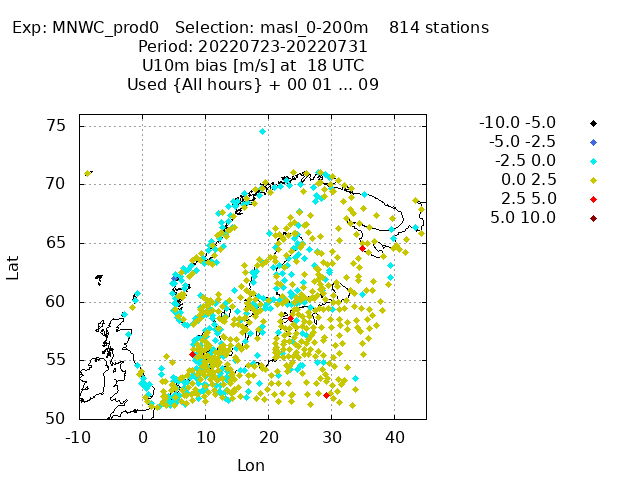 Exp: MNWC_prod0   Selection: masl_0-200m    814 stations
Period: 20220723-20220731
U10m bias [m/s] at  18 UTC
Used {All hours} + 00 01 ... 09
-10.0 -5.0
-5.0 -2.5
-2.5 0.0
0.0 2.5
2.5 5.0
5.0 10.0
75
70
65
60
55
50
Lat
-10 0 10 20 30 40
Lon